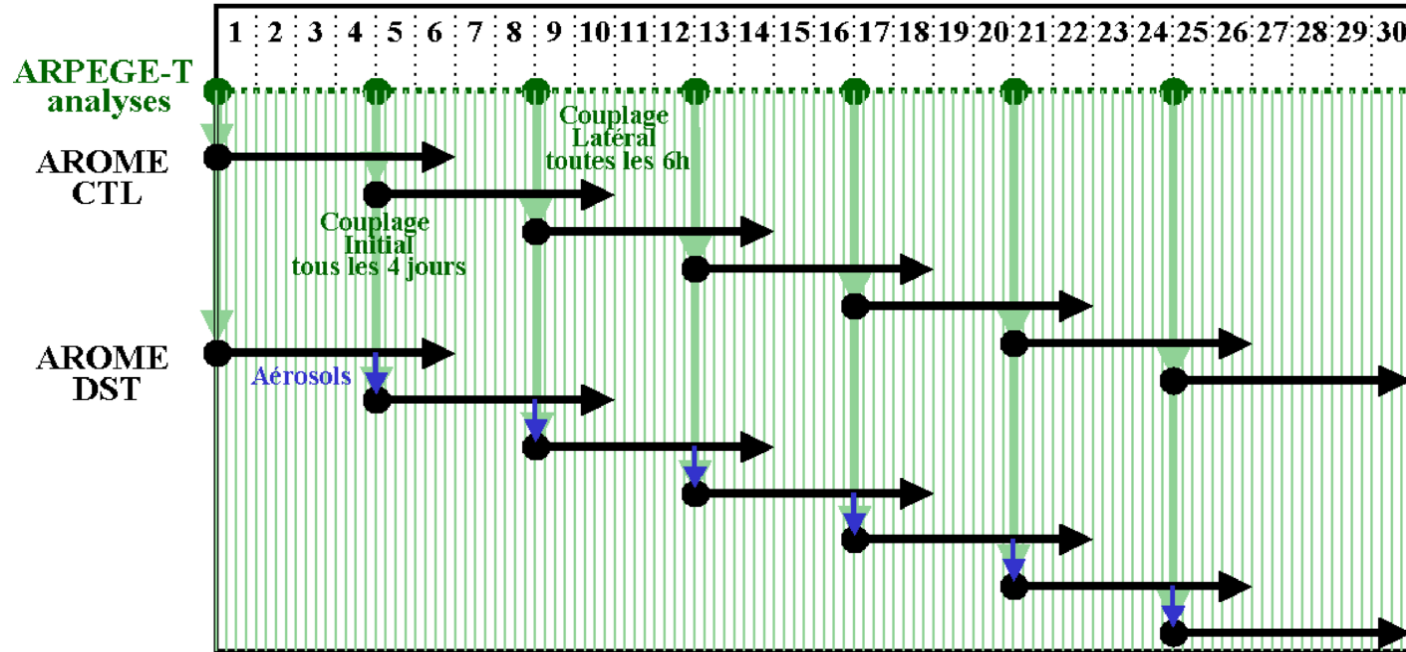 1 2 3 4 5 6 7 8 9 10 11 12 13 14 15 16 17 18 19 20 21 22 23 24 25 26 27 28 29 30
ARPEGE-T
analyses
Couplage
Latéral
toutes les 6h
AROME
CTL
Couplage
Initial
tous les 4 jours
AROME
DST
Aérosols